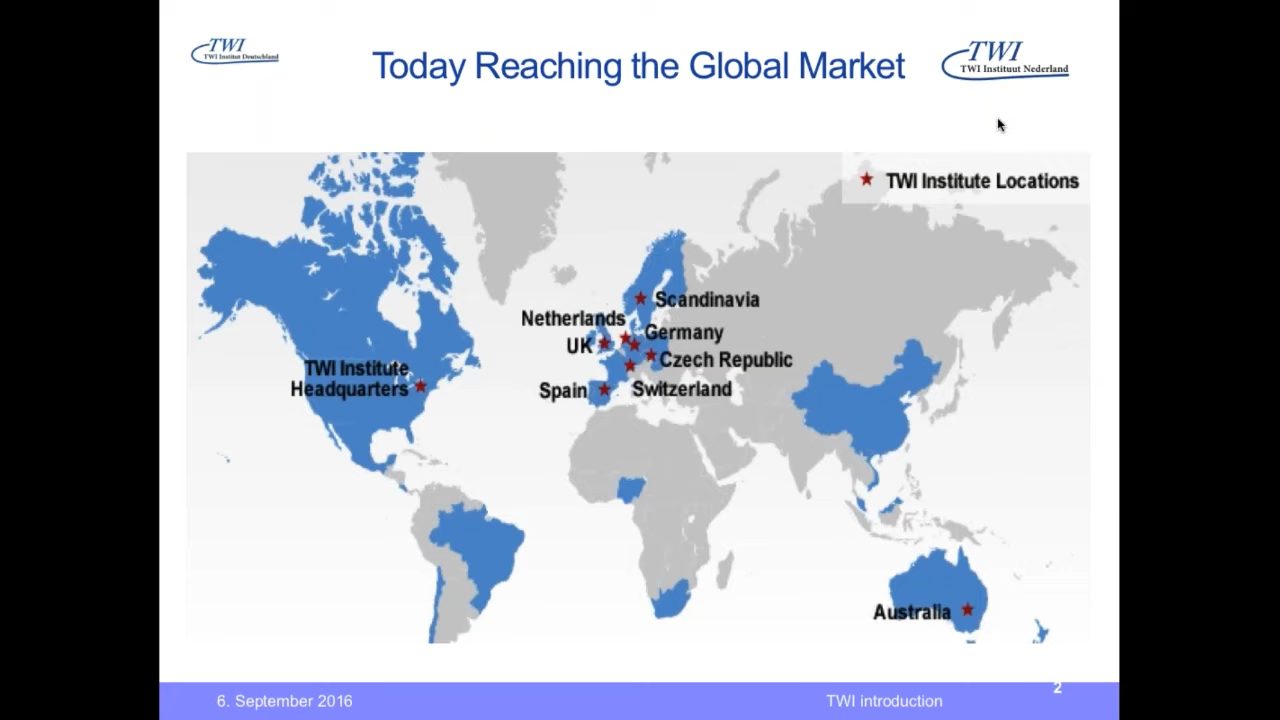 TWI
TWI Institut Deutschland
Today Reaching the Global Market
TWI
TWI Instituut Nederland
TWI Institute Locations
Scandinavia
Netherlands
Germany
UK
Czech Republic
TWI Institute
Headquarters
Spain
Switzerland
Australia
6. September 2016
TWI introduction
2